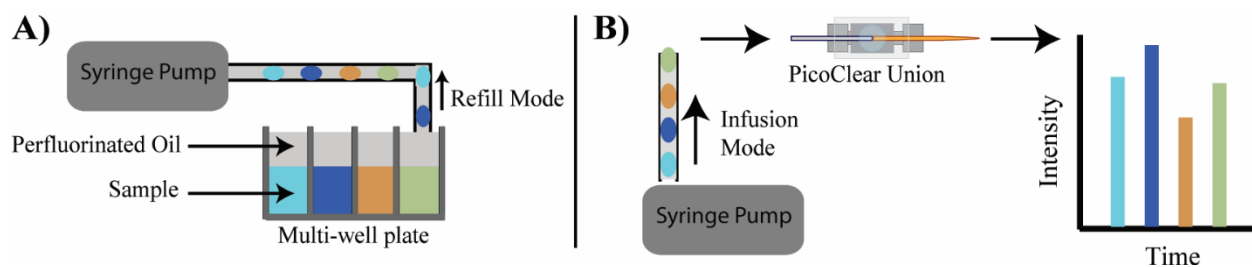 A)
Syringe Pump
Refill Mode
Perfluorinated Oil
Sample
Multi-well plate
B)
PicoClear Union
Infusion
Mode
Syringe Pump
Intensity
Time